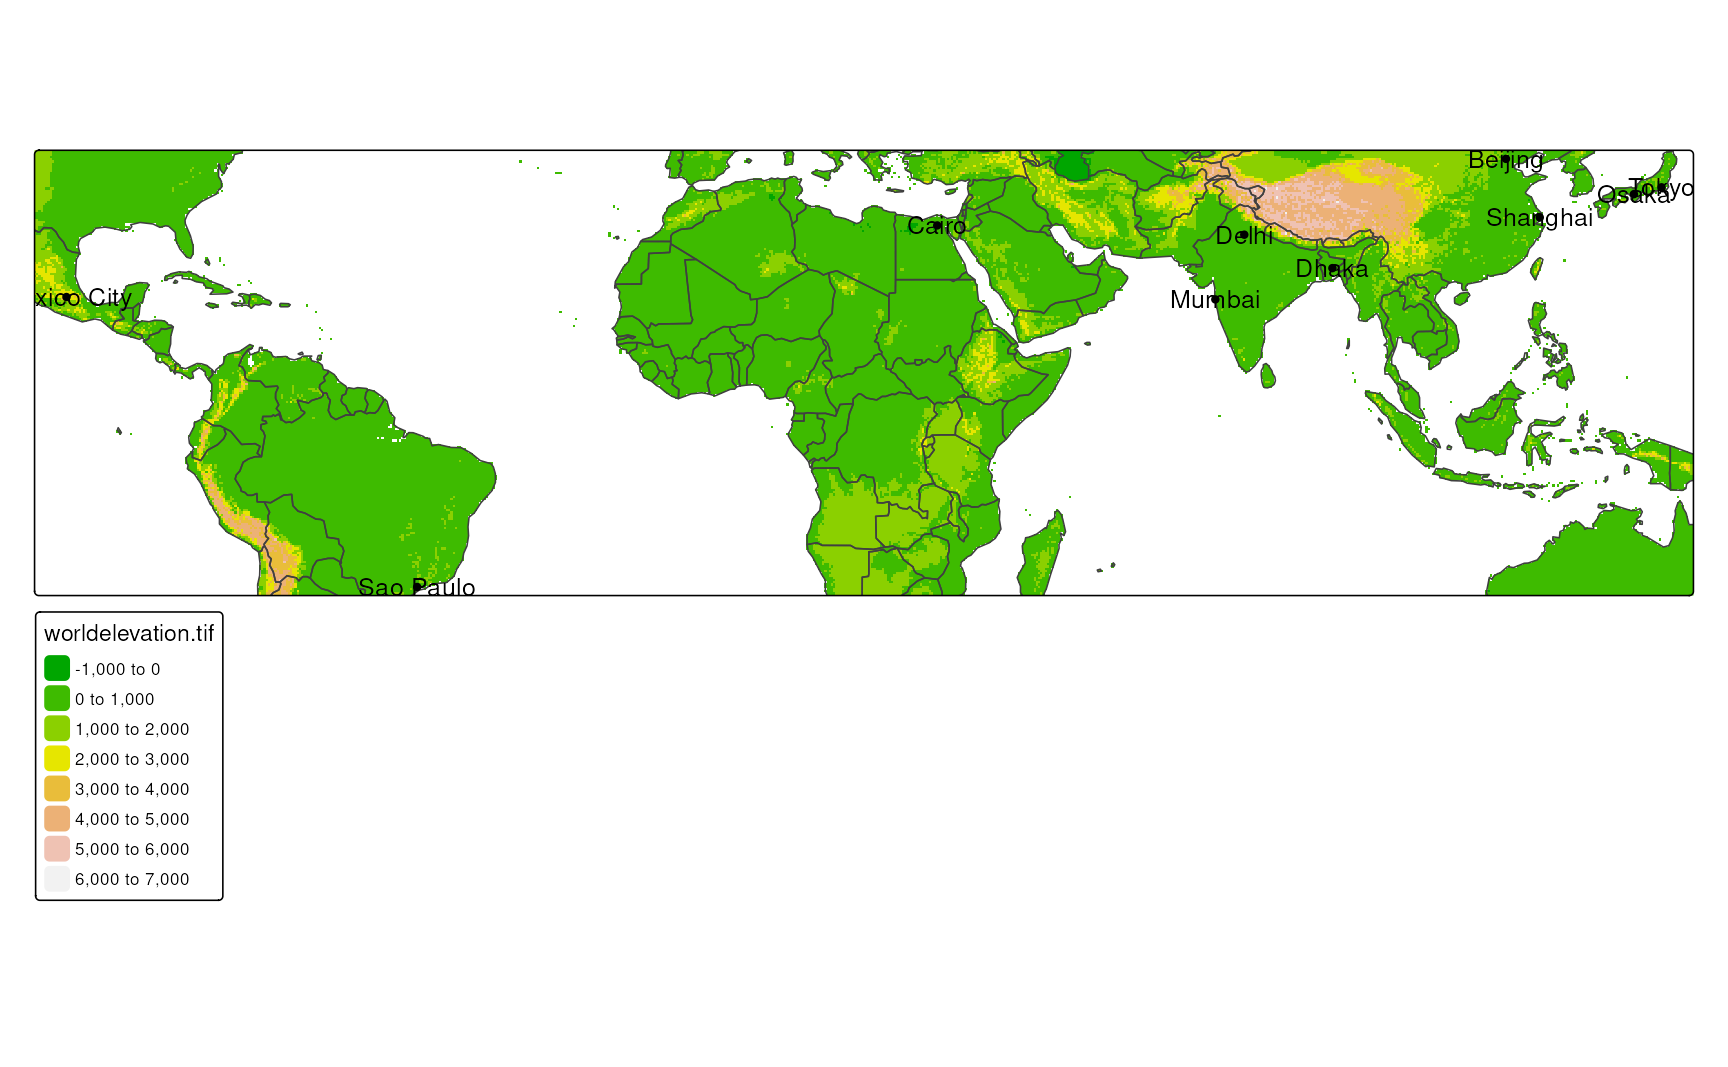 Beijing
Tokyo
Osaka
Shanghai
Cairo
Delhi
Dhaka
xico City
Mumbai
Sao Paulo
worldelevation.tif
-1,000 to 0
0 to 1,000
1,000 to 2,000
2,000 to 3,000
3,000 to 4,000
4,000 to 5,000
5,000 to 6,000
6,000 to 7,000